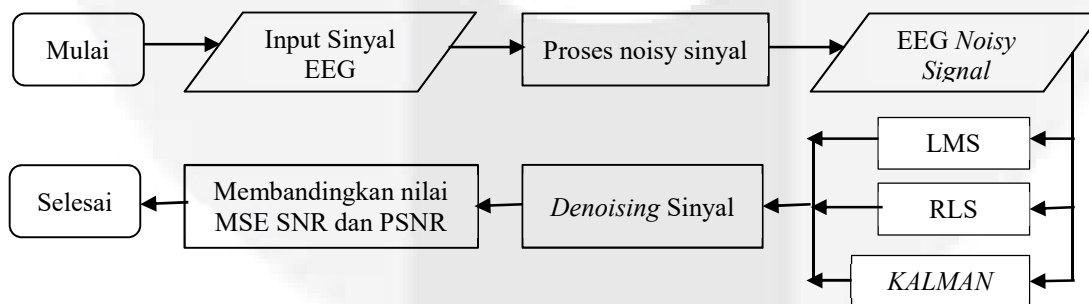 Mulai
Input Sinyal
EEG
Proses noisy sinyal
EEG Noisy
Signal
LMS
RLS
KALMAN
Denoising Sinyal
Membandingkan nilai
MSE SNR dan PSNR
Selesai